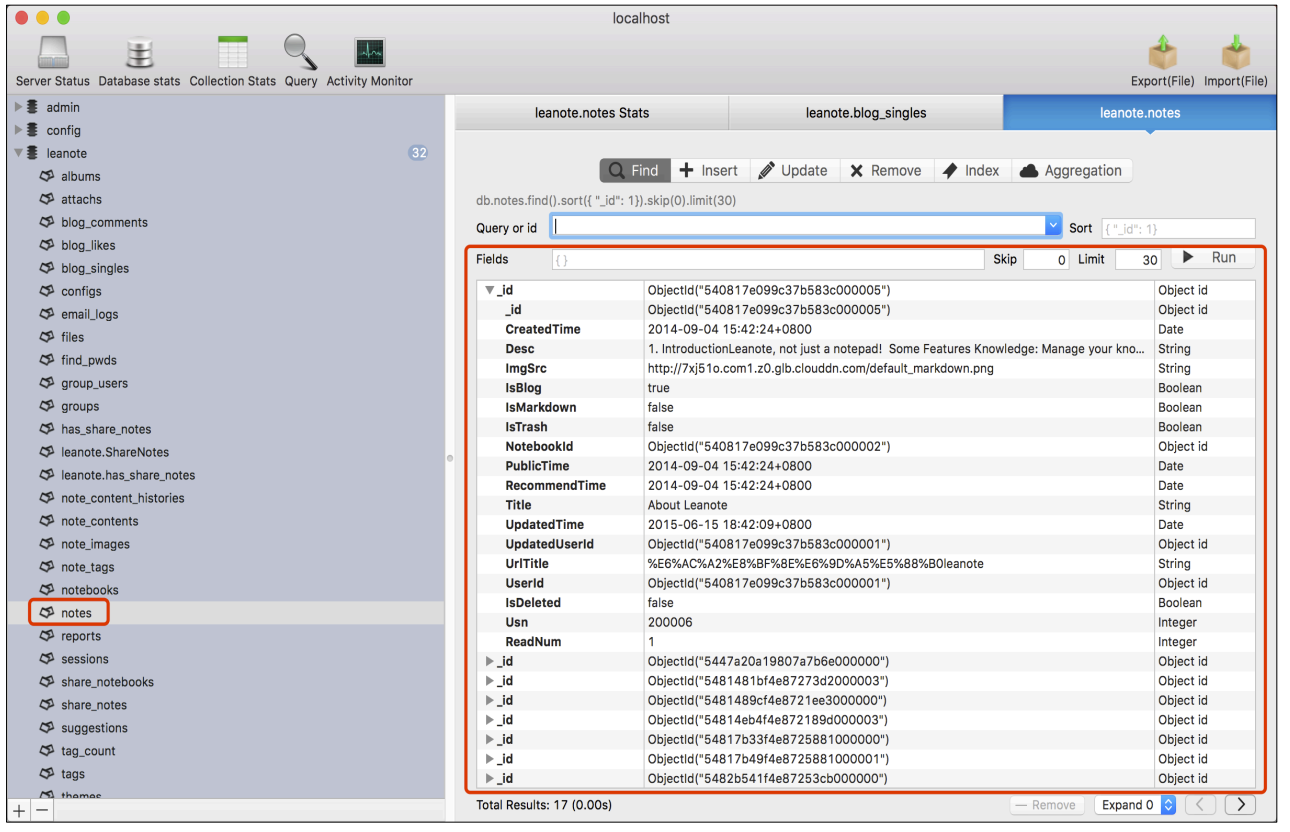 localhost
Server Status Database stats Collection Stats Query Activity Monitor Export(File) Import(File)
admin
config
leanote 32
albums
attachs
blog_comments
blog_likes
blog_singles
configs
email_logs
files
find_pwds
group_users
groups
has_share_notes
leanote.ShareNotes
leanote.has_share_notes
note_content_histories
note_contents
note_images
note_tags
notebooks
notes
reports
sessions
share_notebooks
share_notes
suggestions
tag_count
tags
themes
leanote.notes Stats leanote.blog_singles leanote.notes
Find Insert Update Remove Index Aggregation
db.notes.find().sort({ "_id": 1}).skip(0).limit(30)
Query or id Sort { "_id": 1}
Fields {} Skip 0 Limit 30 Run
_id ObjectId("540817e099c37b583c000005") Object id
_id ObjectId("540817e099c37b583c000005") Object id
CreatedTime 2014-09-04 15:42:24+0800 Date
Desc 1. IntroductionLeanote, not just a notepad! Some Features Knowledge: Manage your kno... String
ImgSrc http://7xj51o.com1.z0.glb.clouddn.com/default_markdown.png String
IsBlog true Boolean
IsMarkdown false Boolean
IsTrash false Boolean
NotebookId ObjectId("540817e099c37b583c000002") Object id
PublicTime 2014-09-04 15:42:24+0800 Date
RecommendTime 2014-09-04 15:42:24+0800 Date
Title About Leanote String
UpdatedTime 2015-06-15 18:42:09+0800 Date
UpdatedUserId ObjectId("540817e099c37b583c000001") Object id
UrlTitle %E6%AC%A2%E8%BF%8E%E6%9D%A5%E5%88%B0leanote String
UserId ObjectId("540817e099c37b583c000001") Object id
IsDeleted false Boolean
Usn 200006 Integer
ReadNum 1 Integer
_id ObjectId("5447a20a19807a7b6e000000") Object id
_id ObjectId("5481481bf4e87273d2000003") Object id
_id ObjectId("5481489cf4e8721ee3000000") Object id
_id ObjectId("54814eb4f4e872189d000003") Object id
_id ObjectId("54817b33f4e8725881000000") Object id
_id ObjectId("54817b49f4e8725881000001") Object id
_id ObjectId("5482b541f4e87253cb000000") Object id
Total Results: 17 (0.00s) Remove Expand 0